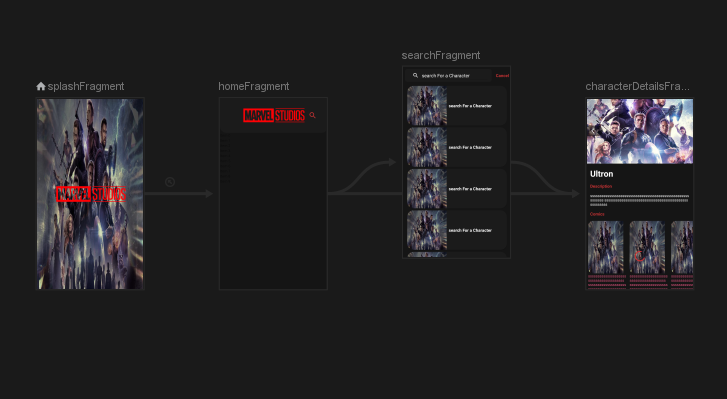 splashFragment
MARVEL STUDIOS
homeFragment
MARVEL STUDIOS
searchFragment
search For a Character
Cancel
search For a Character
search For a Character
search For a Character
search For a Character
characterDetailsFra...
Ultron
Description
Comics